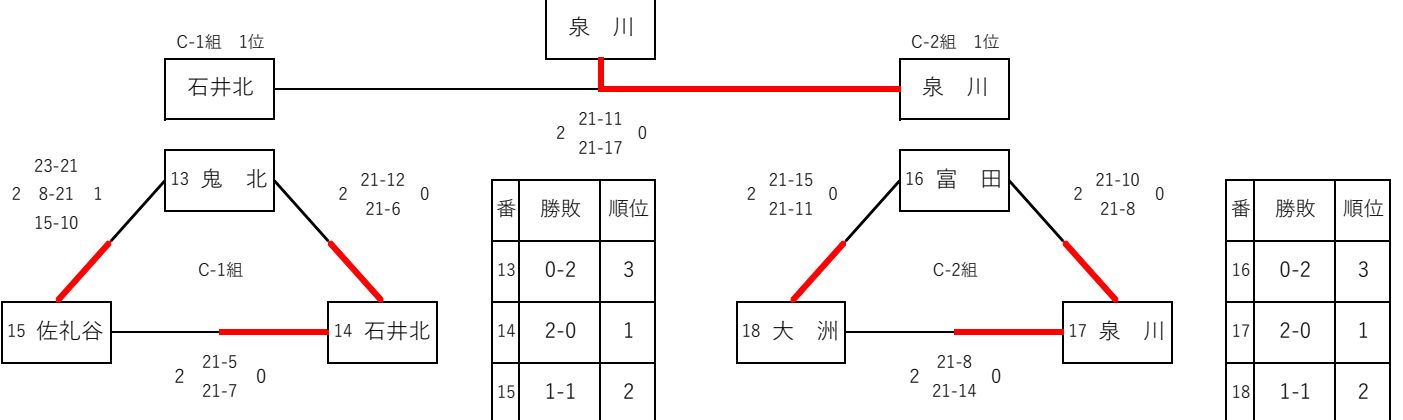 泉　川
C-1組　1位
石井北
C-2組　1位
泉　川
2 21-11 0
21-17
23-21
2 8-21 1
15-10
13 鬼　北
21-12
2 0
21-6
C-1組
15 佐礼谷
14 石井北
21-5
2 0
21-7
番 勝敗 順位
13 0-2 3
14 2-0 1
15 1-1 2
21-15
2 0
21-11
16 富　田
21-10
2 0
21-8
C-2組
18 大　洲
17 泉　川
21-8
2 0
21-14
番 勝敗 順位
16 0-2 3
17 2-0 1
18 1-1 2